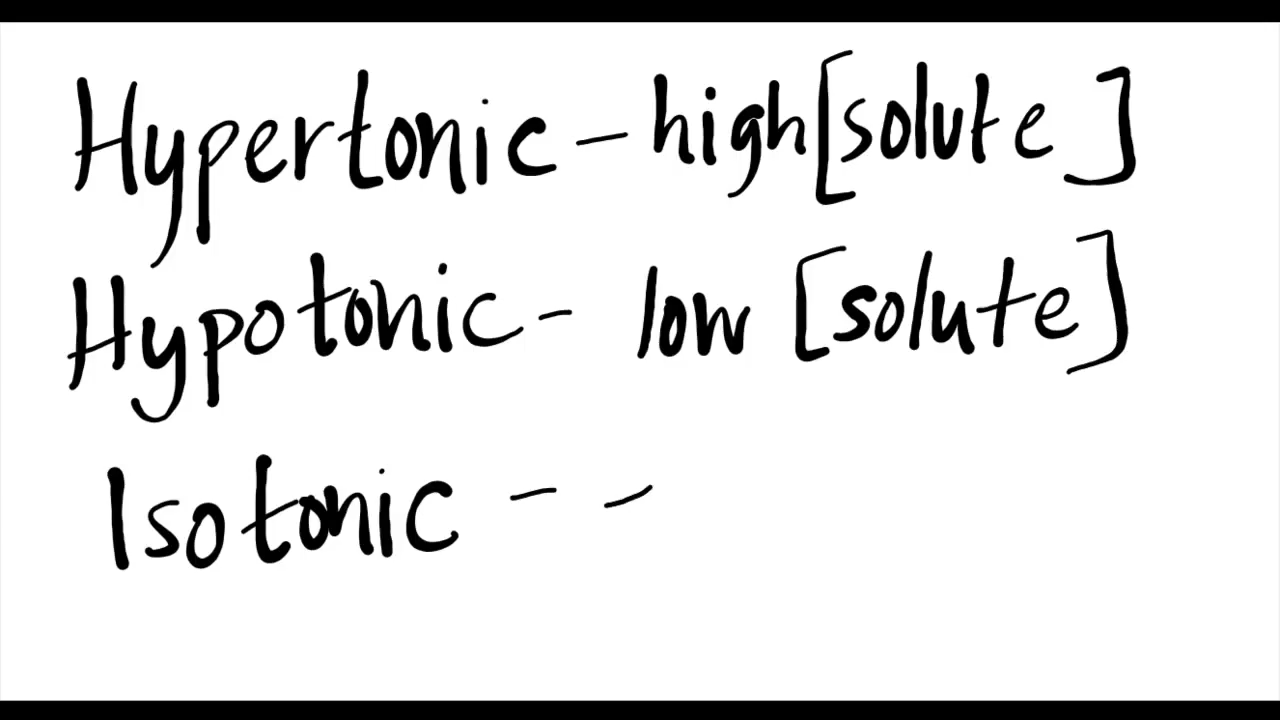 Hypertonic - high [solute]
Hypotonic - low [solute]
Isotonic - -